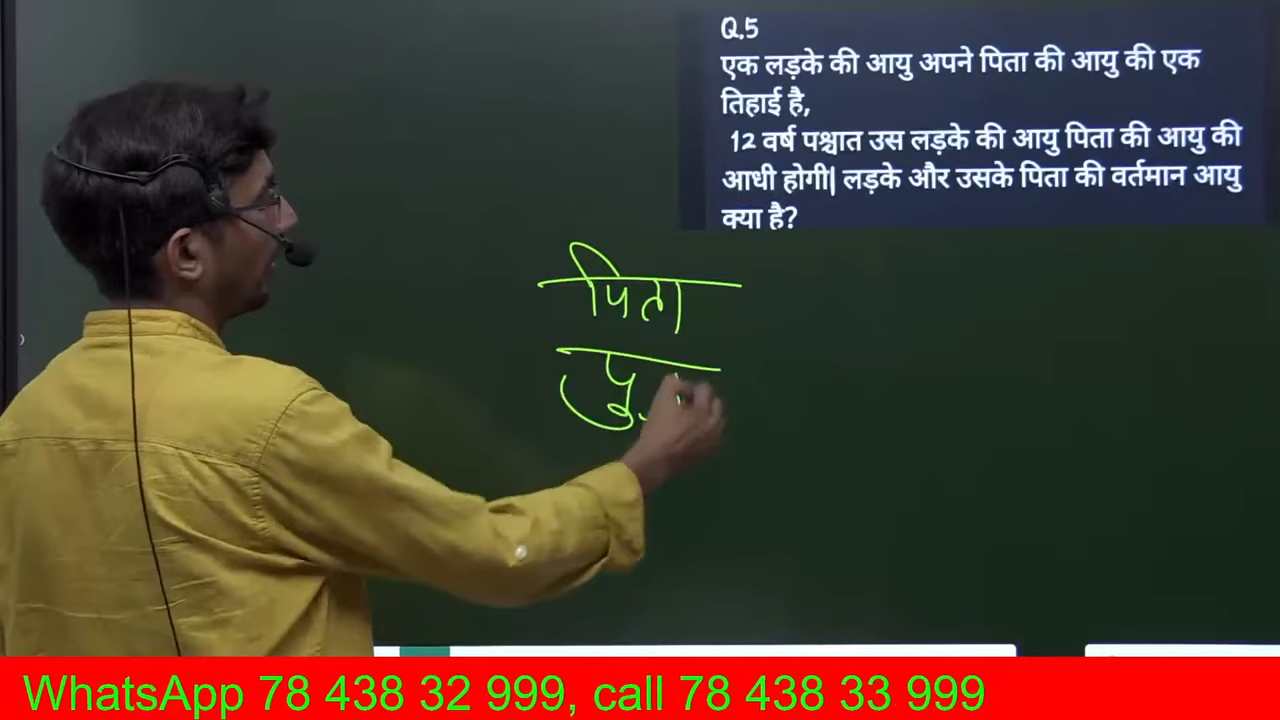 Q.5
एक लड़के की आयु अपने पिता की आयु की एक
तिहाई है,
12 वर्ष पश्चात उस लड़के की आयु पिता की आयु की
आधी होगी| लड़के और उसके पिता की वर्तमान आयु
क्या है?
पिता
WhatsApp 78 438 32 999, call 78 438 33 999